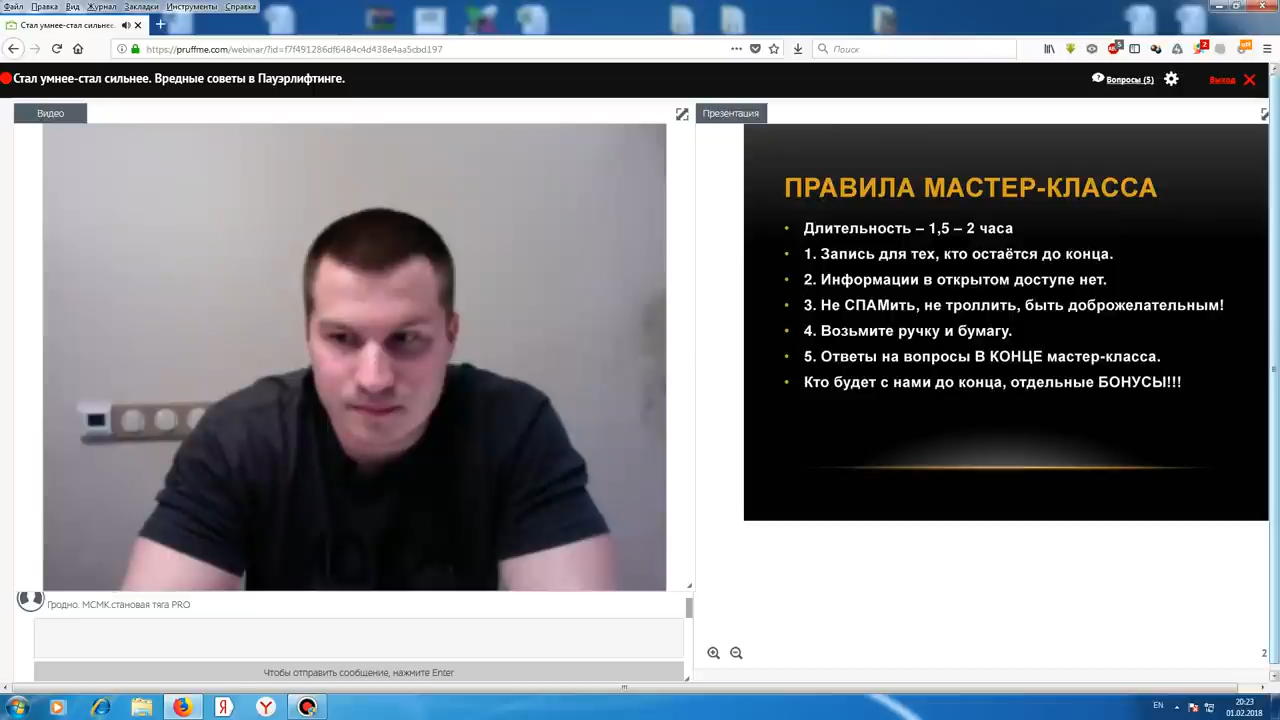 Файл Правка Вид Журнал Закладки Инструменты Справка
Стал умнее-стал сильнее.
https://pruffme.com/webinar/?id=f7f491286df6484c4d438e4aa5cbd197
Поиск
Стал умнее-стал сильнее. Вредные советы в Пауэрлифтинге.
Вопросы (5)
Выход
Видео
Презентация
ПРАВИЛА МАСТЕР-КЛАССА
• Длительность – 1,5 – 2 часа
• 1. Запись для тех, кто остаётся до конца.
• 2. Информации в открытом доступе нет.
• 3. Не СПАМить, не троллить, быть доброжелательным!
• 4. Возьмите ручку и бумагу.
• 5. Ответы на вопросы В КОНЦЕ мастер-класса.
• Кто будет с нами до конца, отдельные БОНУСЫ!!!
Гродно. МСМК.становая тяга PRO
Чтобы отправить сообщение, нажмите Enter
2
EN
20:23
01.02.2018